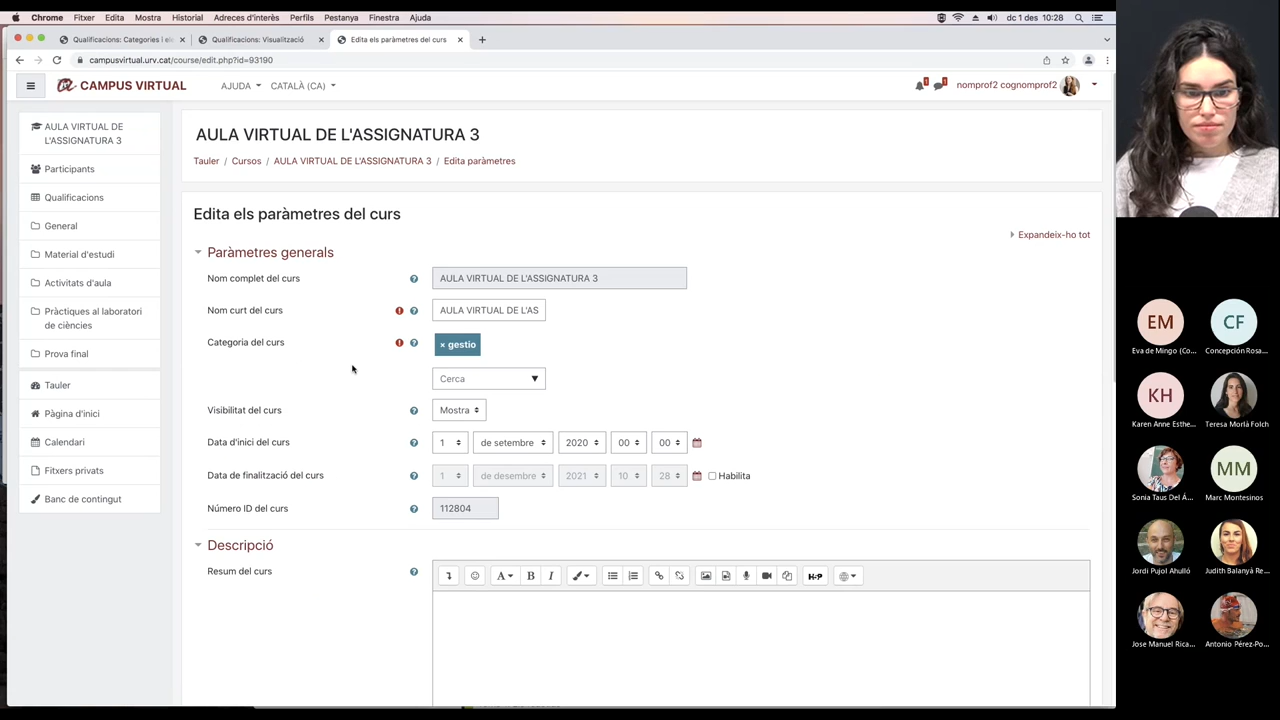 Chrome Fitxer Edita Mostra Historial Adreces d'interès Perfils Pestanya Finestra Ajuda dc 1 des 10:28
Qualificacions: Categories i el
Qualificacions: Visualització
Edita els paràmetres del curs
campusvirtual.urv.cat/course/edit.php?id=93190
CAMPUS VIRTUAL AJUDA CATALÀ (CA) 1 1 nomprof2 cognomprof2
AULA VIRTUAL DE
L'ASSIGNATURA 3
Participants
Qualificacions
General
Material d'estudi
Activitats d'aula
Pràctiques al laboratori
de ciències
Prova final
Tauler
Pàgina d'inici
Calendari
Fitxers privats
Banc de contingut
AULA VIRTUAL DE L'ASSIGNATURA 3
Tauler / Cursos / AULA VIRTUAL DE L'ASSIGNATURA 3 / Edita paràmetres
Edita els paràmetres del curs
Expandeix-ho tot
Paràmetres generals
Nom complet del curs AULA VIRTUAL DE L'ASSIGNATURA 3
Nom curt del curs AULA VIRTUAL DE L'AS
Categoria del curs × gestio
Cerca
Visibilitat del curs Mostra
Data d'inici del curs 1 de setembre 2020 00 00
Data de finalització del curs 1 de desembre 2021 10 28 Habilita
Número ID del curs 112804
Descripció
Resum del curs A B I H-P
EM CF
Eva de Mingo (Co... Concepción Rosa...
KH
Karen Anne Esthe... Teresa Morlà Folch
MM
Sonia Taus Del Á... Marc Montesinos
Jordi Pujol Ahulló Judith Balanyà Re...
Jose Manuel Rica... Antonio Pérez-Po...